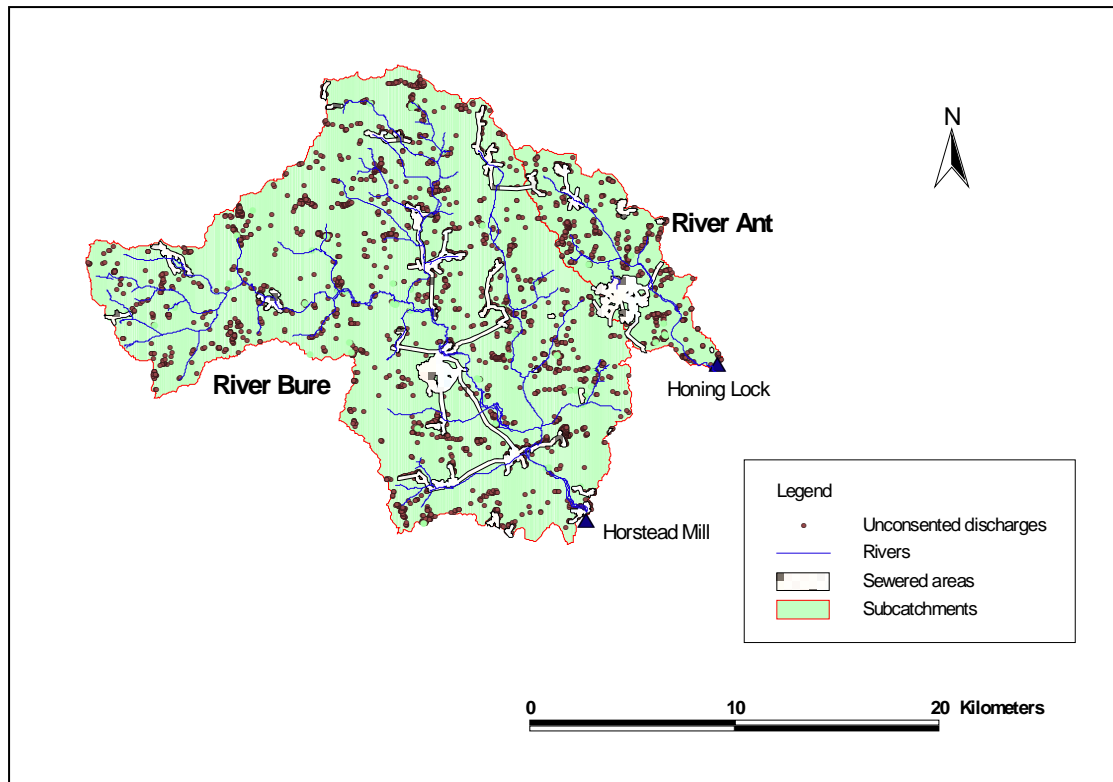 N
River Ant
River Bure
Honing Lock
Horstead Mill
Legend
Unconsented discharges
Rivers
Sewered areas
Subcatchments
0 10 20 Kilometers